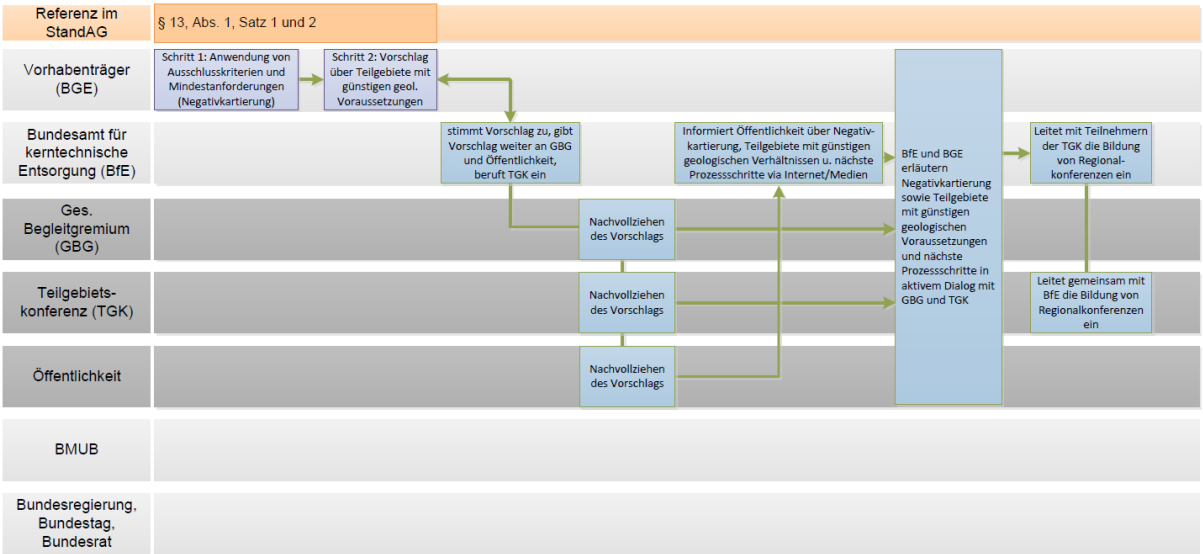 Referenz im
StandAG
§ 13, Abs. 1, Satz 1 und 2
Vorhabenträger
(BGE)
Schritt 1: Anwendung von
Ausschlusskriterien und
Mindestanforderungen
(Negativkartierung)
Schritt 2: Vorschlag
über Teilgebiete mit
günstigen geol.
Voraussetzungen
Bundesamt für
kerntechnische
Entsorgung (BfE)
stimmt Vorschlag zu, gibt
Vorschlag weiter an GBG
und Öffentlichkeit,
beruft TGK ein
Informiert Öffentlichkeit über Negativ-
kartierung, Teilgebiete mit günstigen
geologischen Verhältnissen u. nächste
Prozessschritte via Internet/Medien
BfE und BGE
erläutern
Negativkartierung
sowie Teilgebiete
mit günstigen
geologischen
Voraussetzungen
und nächste
Prozessschritte in
aktivem Dialog mit
GBG und TGK
Leitet mit Teilnehmern
der TGK die Bildung
von Regional-
konferenzen ein
Ges.
Begleitgremium
(GBG)
Nachvollziehen
des Vorschlags
Teilgebiets-
konferenz (TGK)
Nachvollziehen
des Vorschlags
Leitet gemeinsam mit
BfE die Bildung von
Regionalkonferenzen
ein
Öffentlichkeit
Nachvollziehen
des Vorschlags
BMUB
Bundesregierung,
Bundestag,
Bundesrat